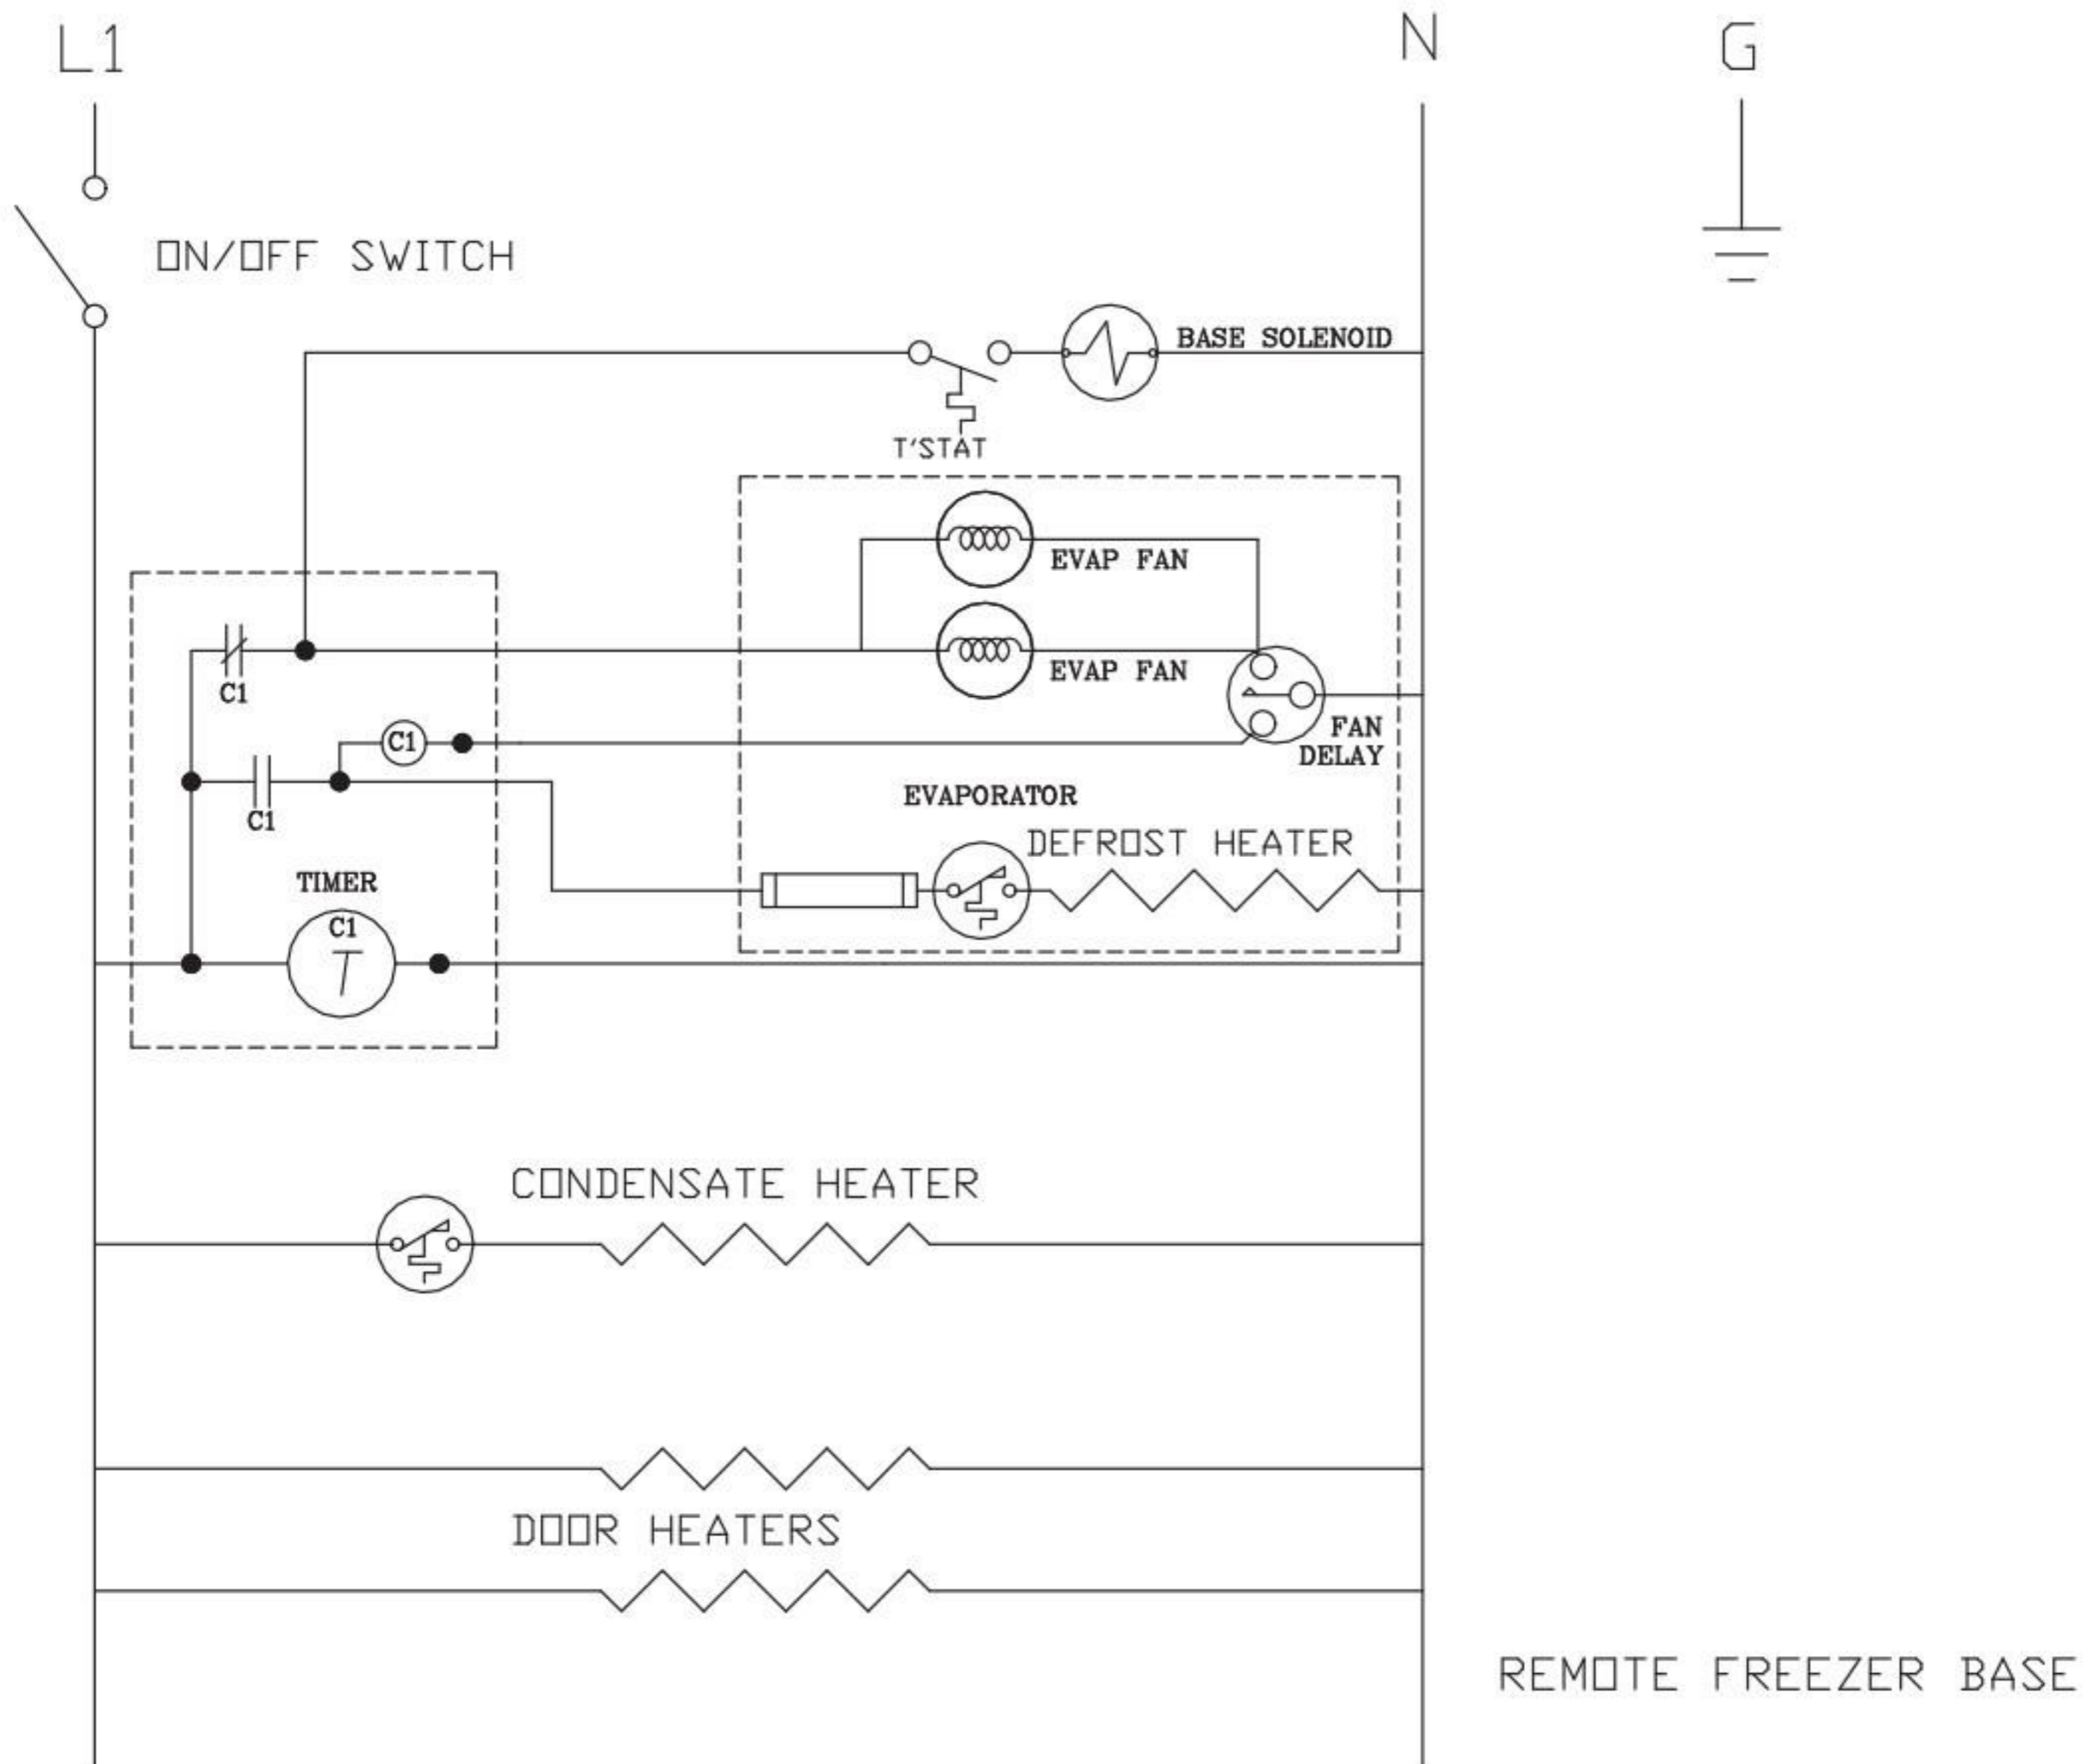 L1
N
G
ON/OFF SWITCH
BASE SOLENOID
T'STAT
EVAP FAN
EVAP FAN
C1
FAN
DELAY
C1
C1
EVAPORATOR
DEFROST HEATER
TIMER
C1
CONDENSATE HEATER
DOOR HEATERS
REMOTE FREEZER BASE